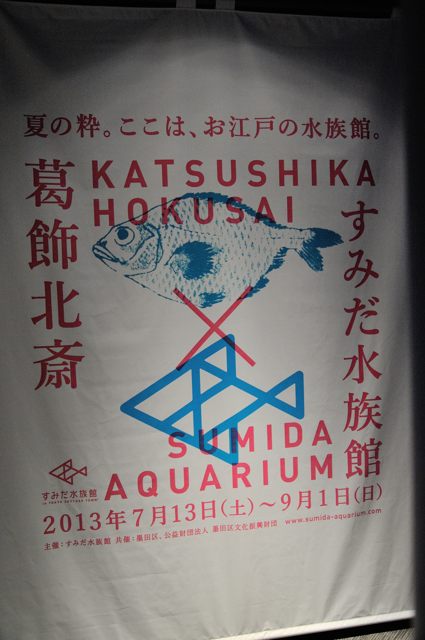 夏の粋。ここは、お江戸の水族館。
葛飾北斎
KATSUSHIKA
HOKUSAI
すみだ水族館
SUMIDA
AQUARIUM
すみだ水族館
in TOKYO SKYTREE TOWN
2013年7月13日(土)～9月1日(日)
主催：すみだ水族館 共催：墨田区、公益財団法人 墨田区文化振興財団 www.sumida-aquarium.com